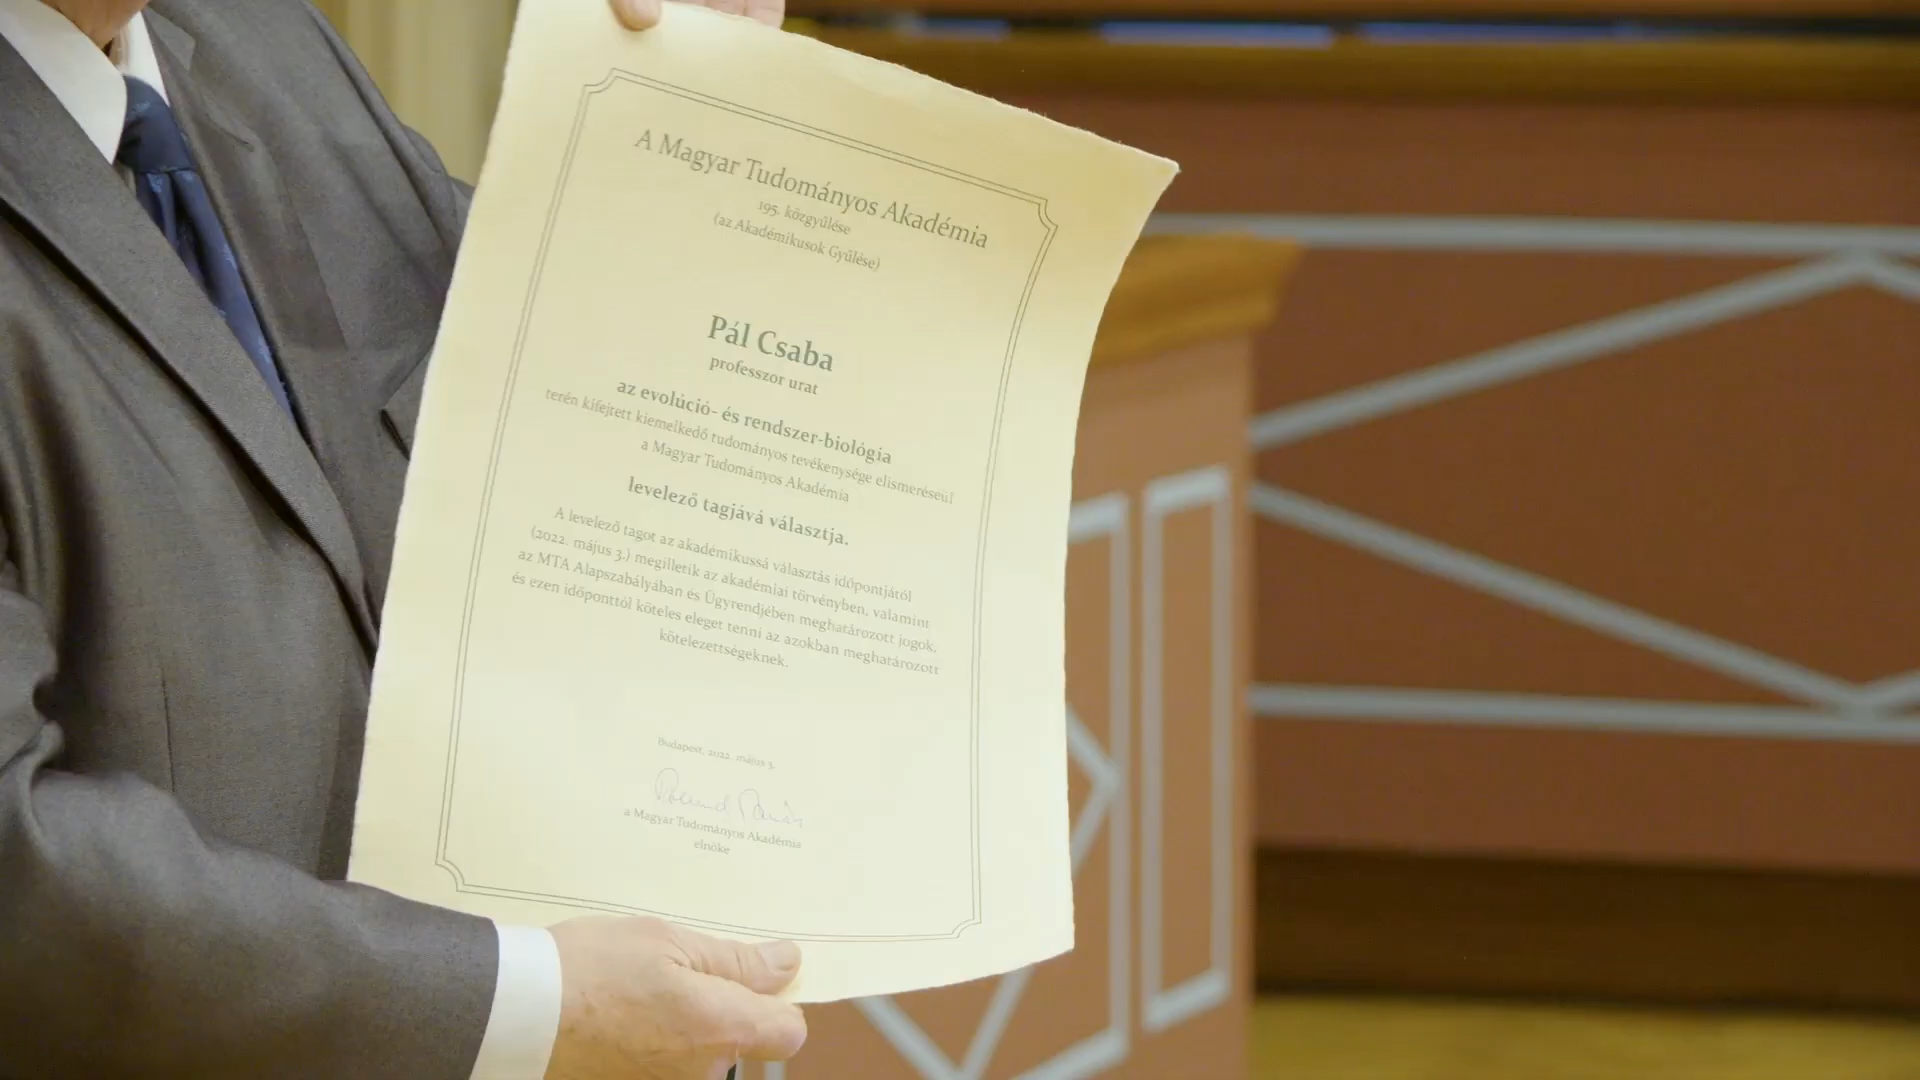 A Magyar Tudományos Akadémia
195. közgyűlése
(az Akadémikusok Gyűlése)
Pál Csaba
professzor urat
az evolúció- és rendszer-biológia
terén kifejtett kiemelkedő tudományos tevékenysége elismeréséül
a Magyar Tudományos Akadémia
levelező tagjává választja.
A levelező tagot az akadémikussá választás időpontjától
(2022. május 3.) megilletik az akadémiai törvényben, valamint
az MTA Alapszabályában és Ügyrendjében meghatározott jogok,
és ezen időponttól köteles eleget tenni az azokban meghatározott
kötelezettségeknek.
Budapest, 2022. május 3.
a Magyar Tudományos Akadémia
elnöke